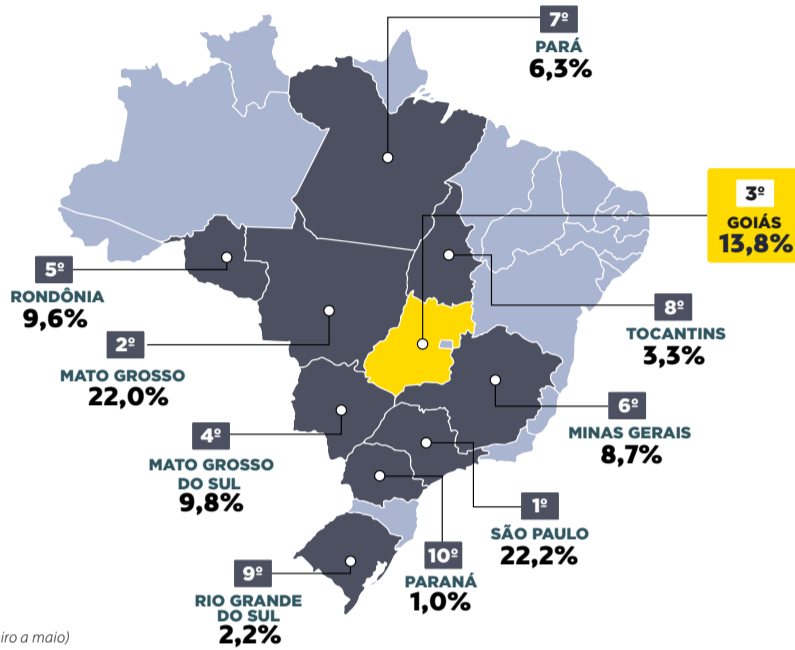 7º
PARÁ
6,3%
3º
GOIÁS
13,8%
5º
RONDÔNIA
9,6%
8º
TOCANTINS
3,3%
2º
MATO GROSSO
22,0%
6º
MINAS GERAIS
8,7%
4º
MATO GROSSO
DO SUL
9,8%
1º
SÃO PAULO
22,2%
10º
PARANÁ
1,0%
9º
RIO GRANDE
DO SUL
2,2%
a maio)